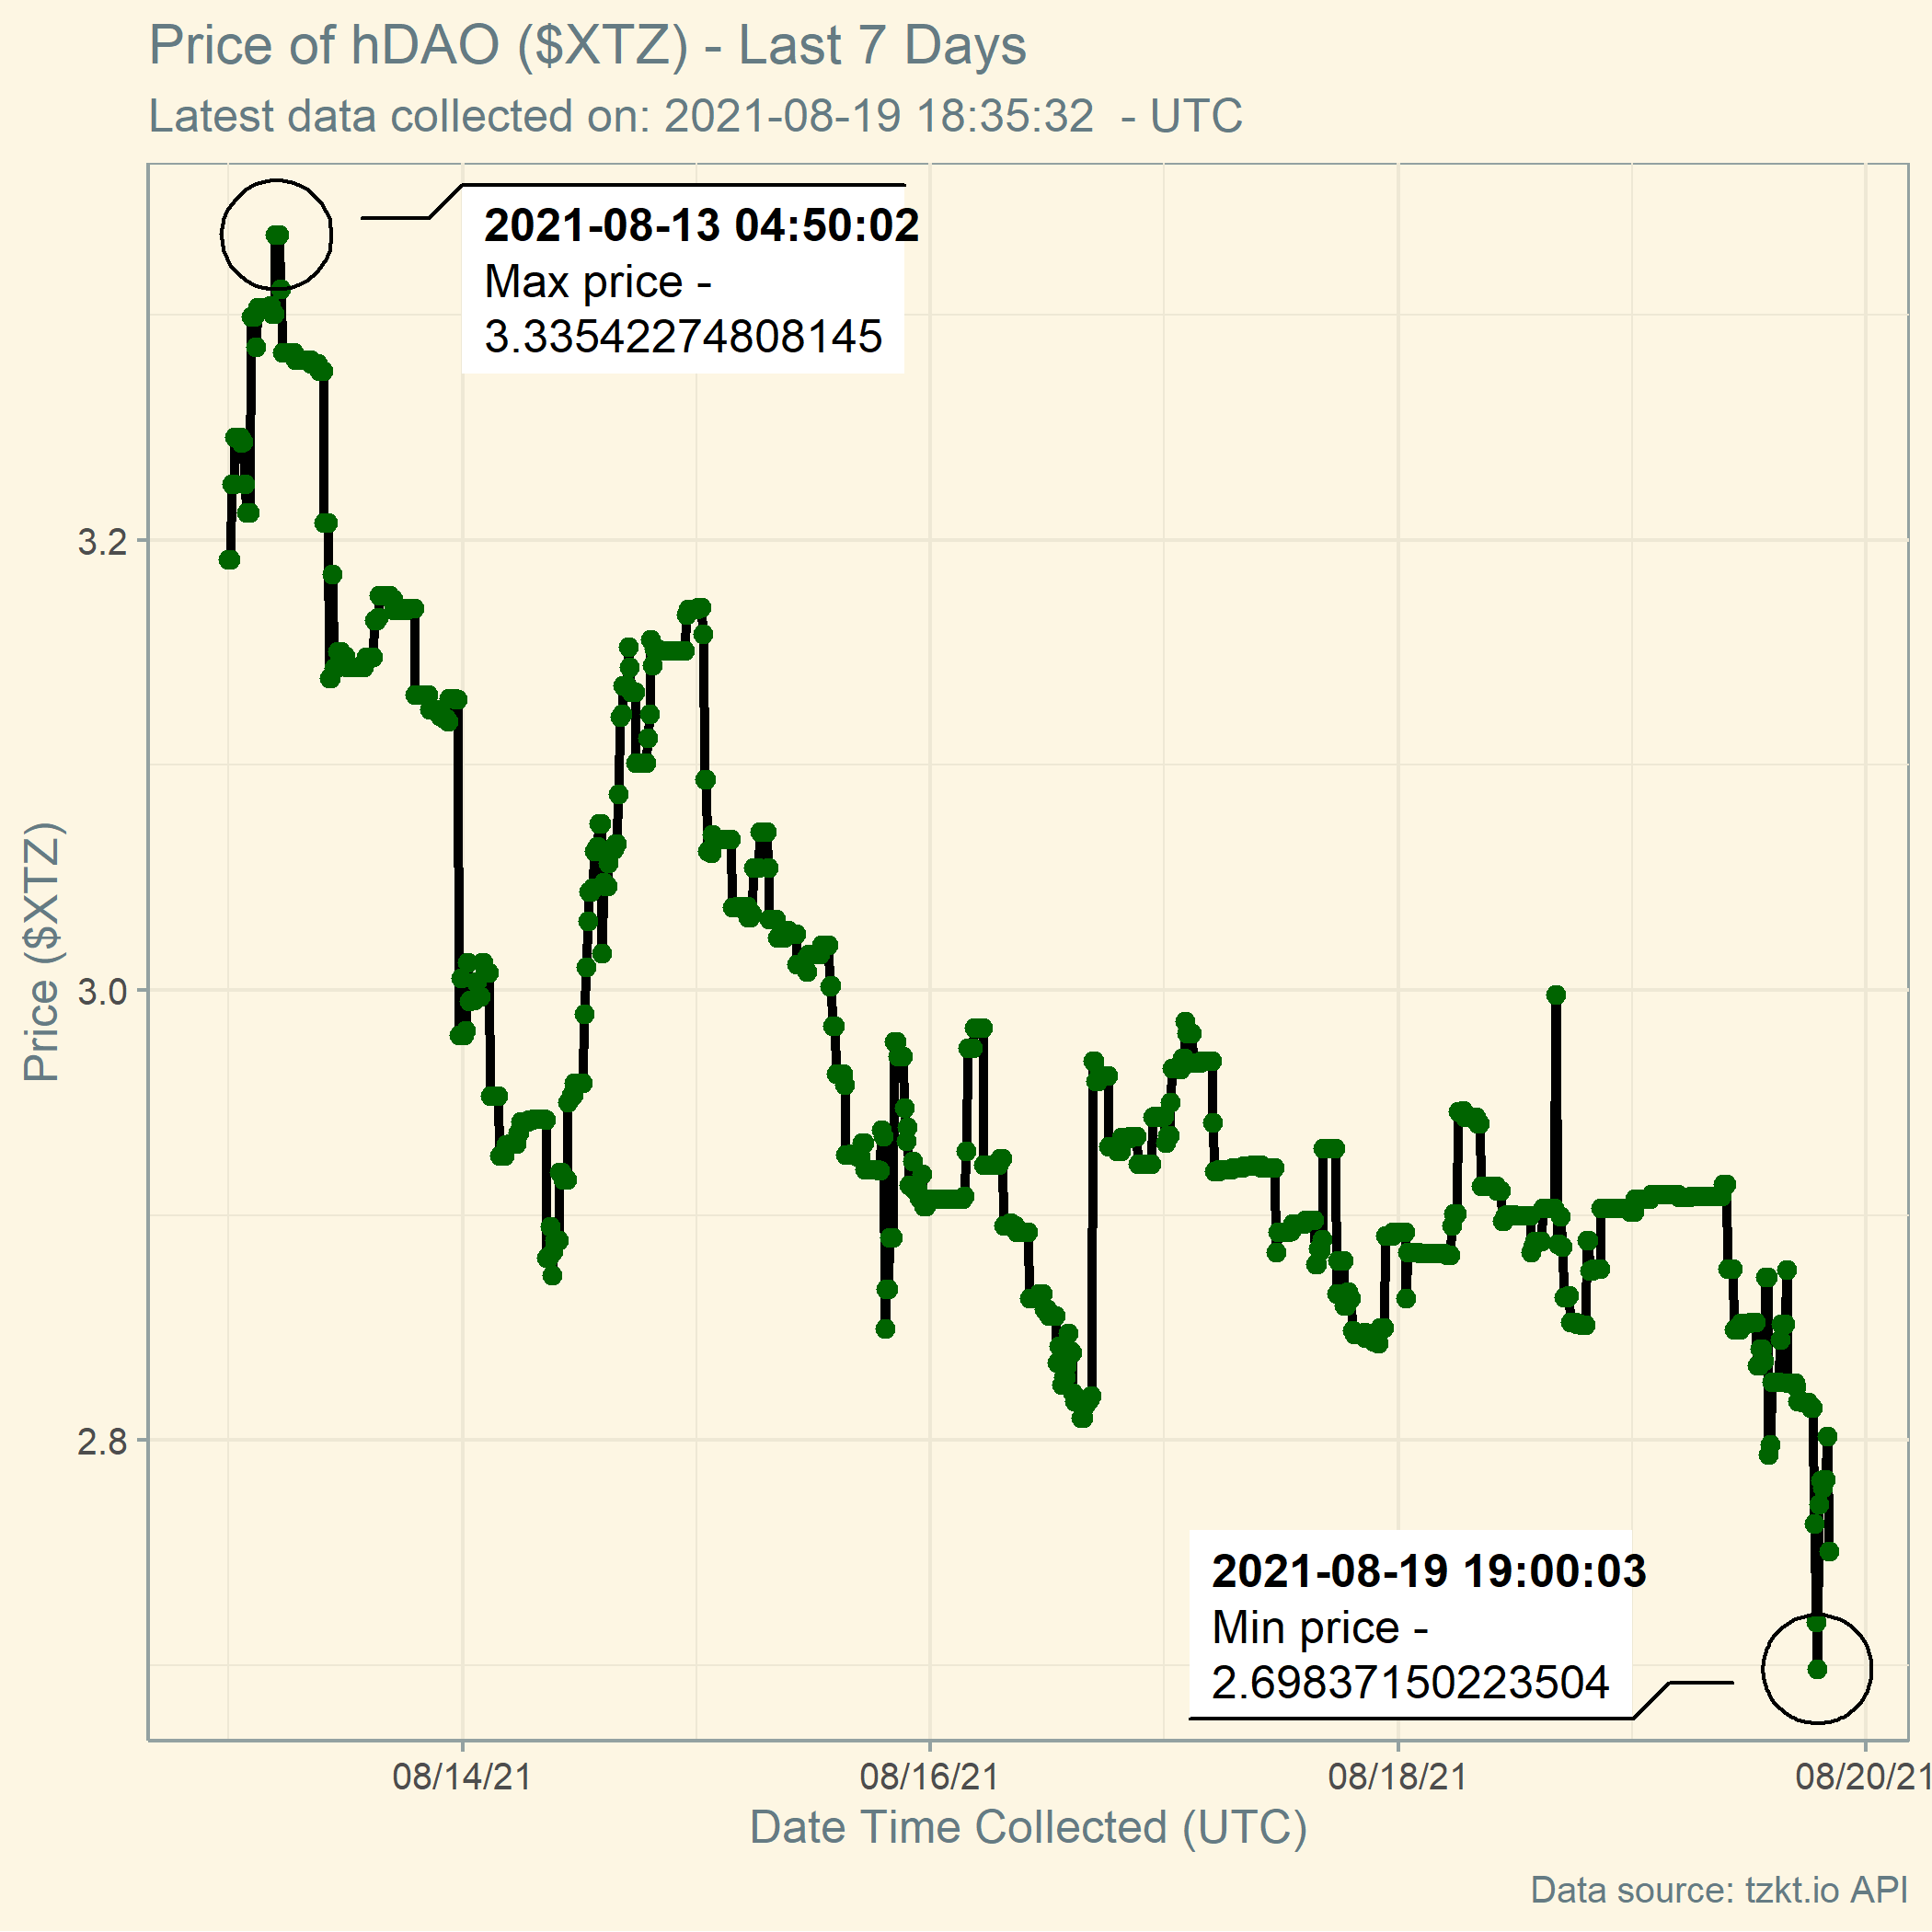 Price of hDAO ($XTZ) - Last 7 Days
Latest data collected on: 2021-08-19 18:35:32  - UTC
2021-08-13 04:50:02
Max price -
3.33542274808145
Price ($XTZ)
3.2
3.0
2.8
2021-08-19 19:00:03
Min price -
2.69837150223504
08/14/21
08/16/21
08/18/21
08/20/21
Date Time Collected (UTC)
Data source: tzkt.io API